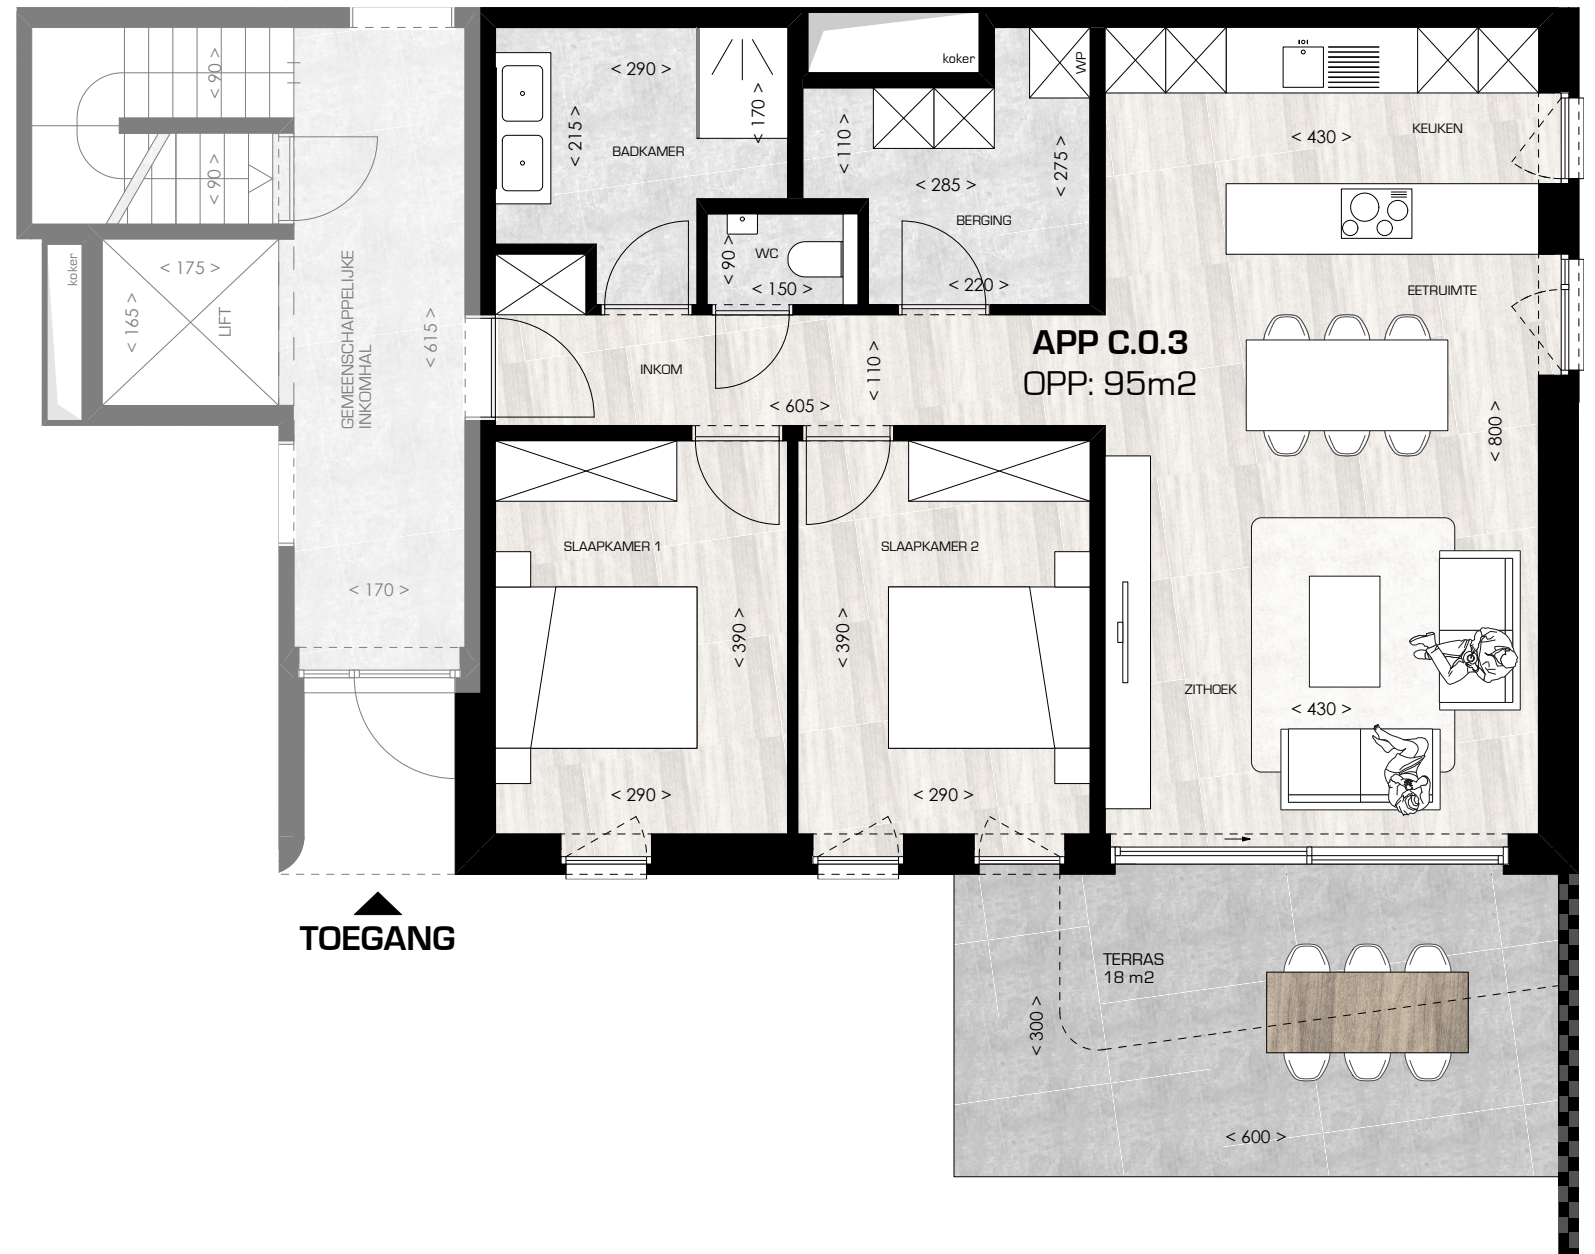 koker
< 290 >
WP
< 90 >
< 170 >
< 215 >
BADKAMER
< 110 >
KEUKEN
< 430 >
< 275 >
< 90 >
< 285 >
BERGING
WC
< 90 >
< 150 >
< 220 >
koker
< 175 >
< 165 >
LIFT
GEMEENSCHAPPELIJKE
INKOMHAL
< 615 >
EETRUIMTE
APP C.0.3
OPP: 95m2
INKOM
< 110 >
< 605 >
< 800 >
SLAAPKAMER 1
SLAAPKAMER 2
< 170 >
< 390 >
< 390 >
ZITHOEK
< 430 >
< 290 >
< 290 >
TOEGANG
TERRAS
18 m2
< 300 >
< 600 >